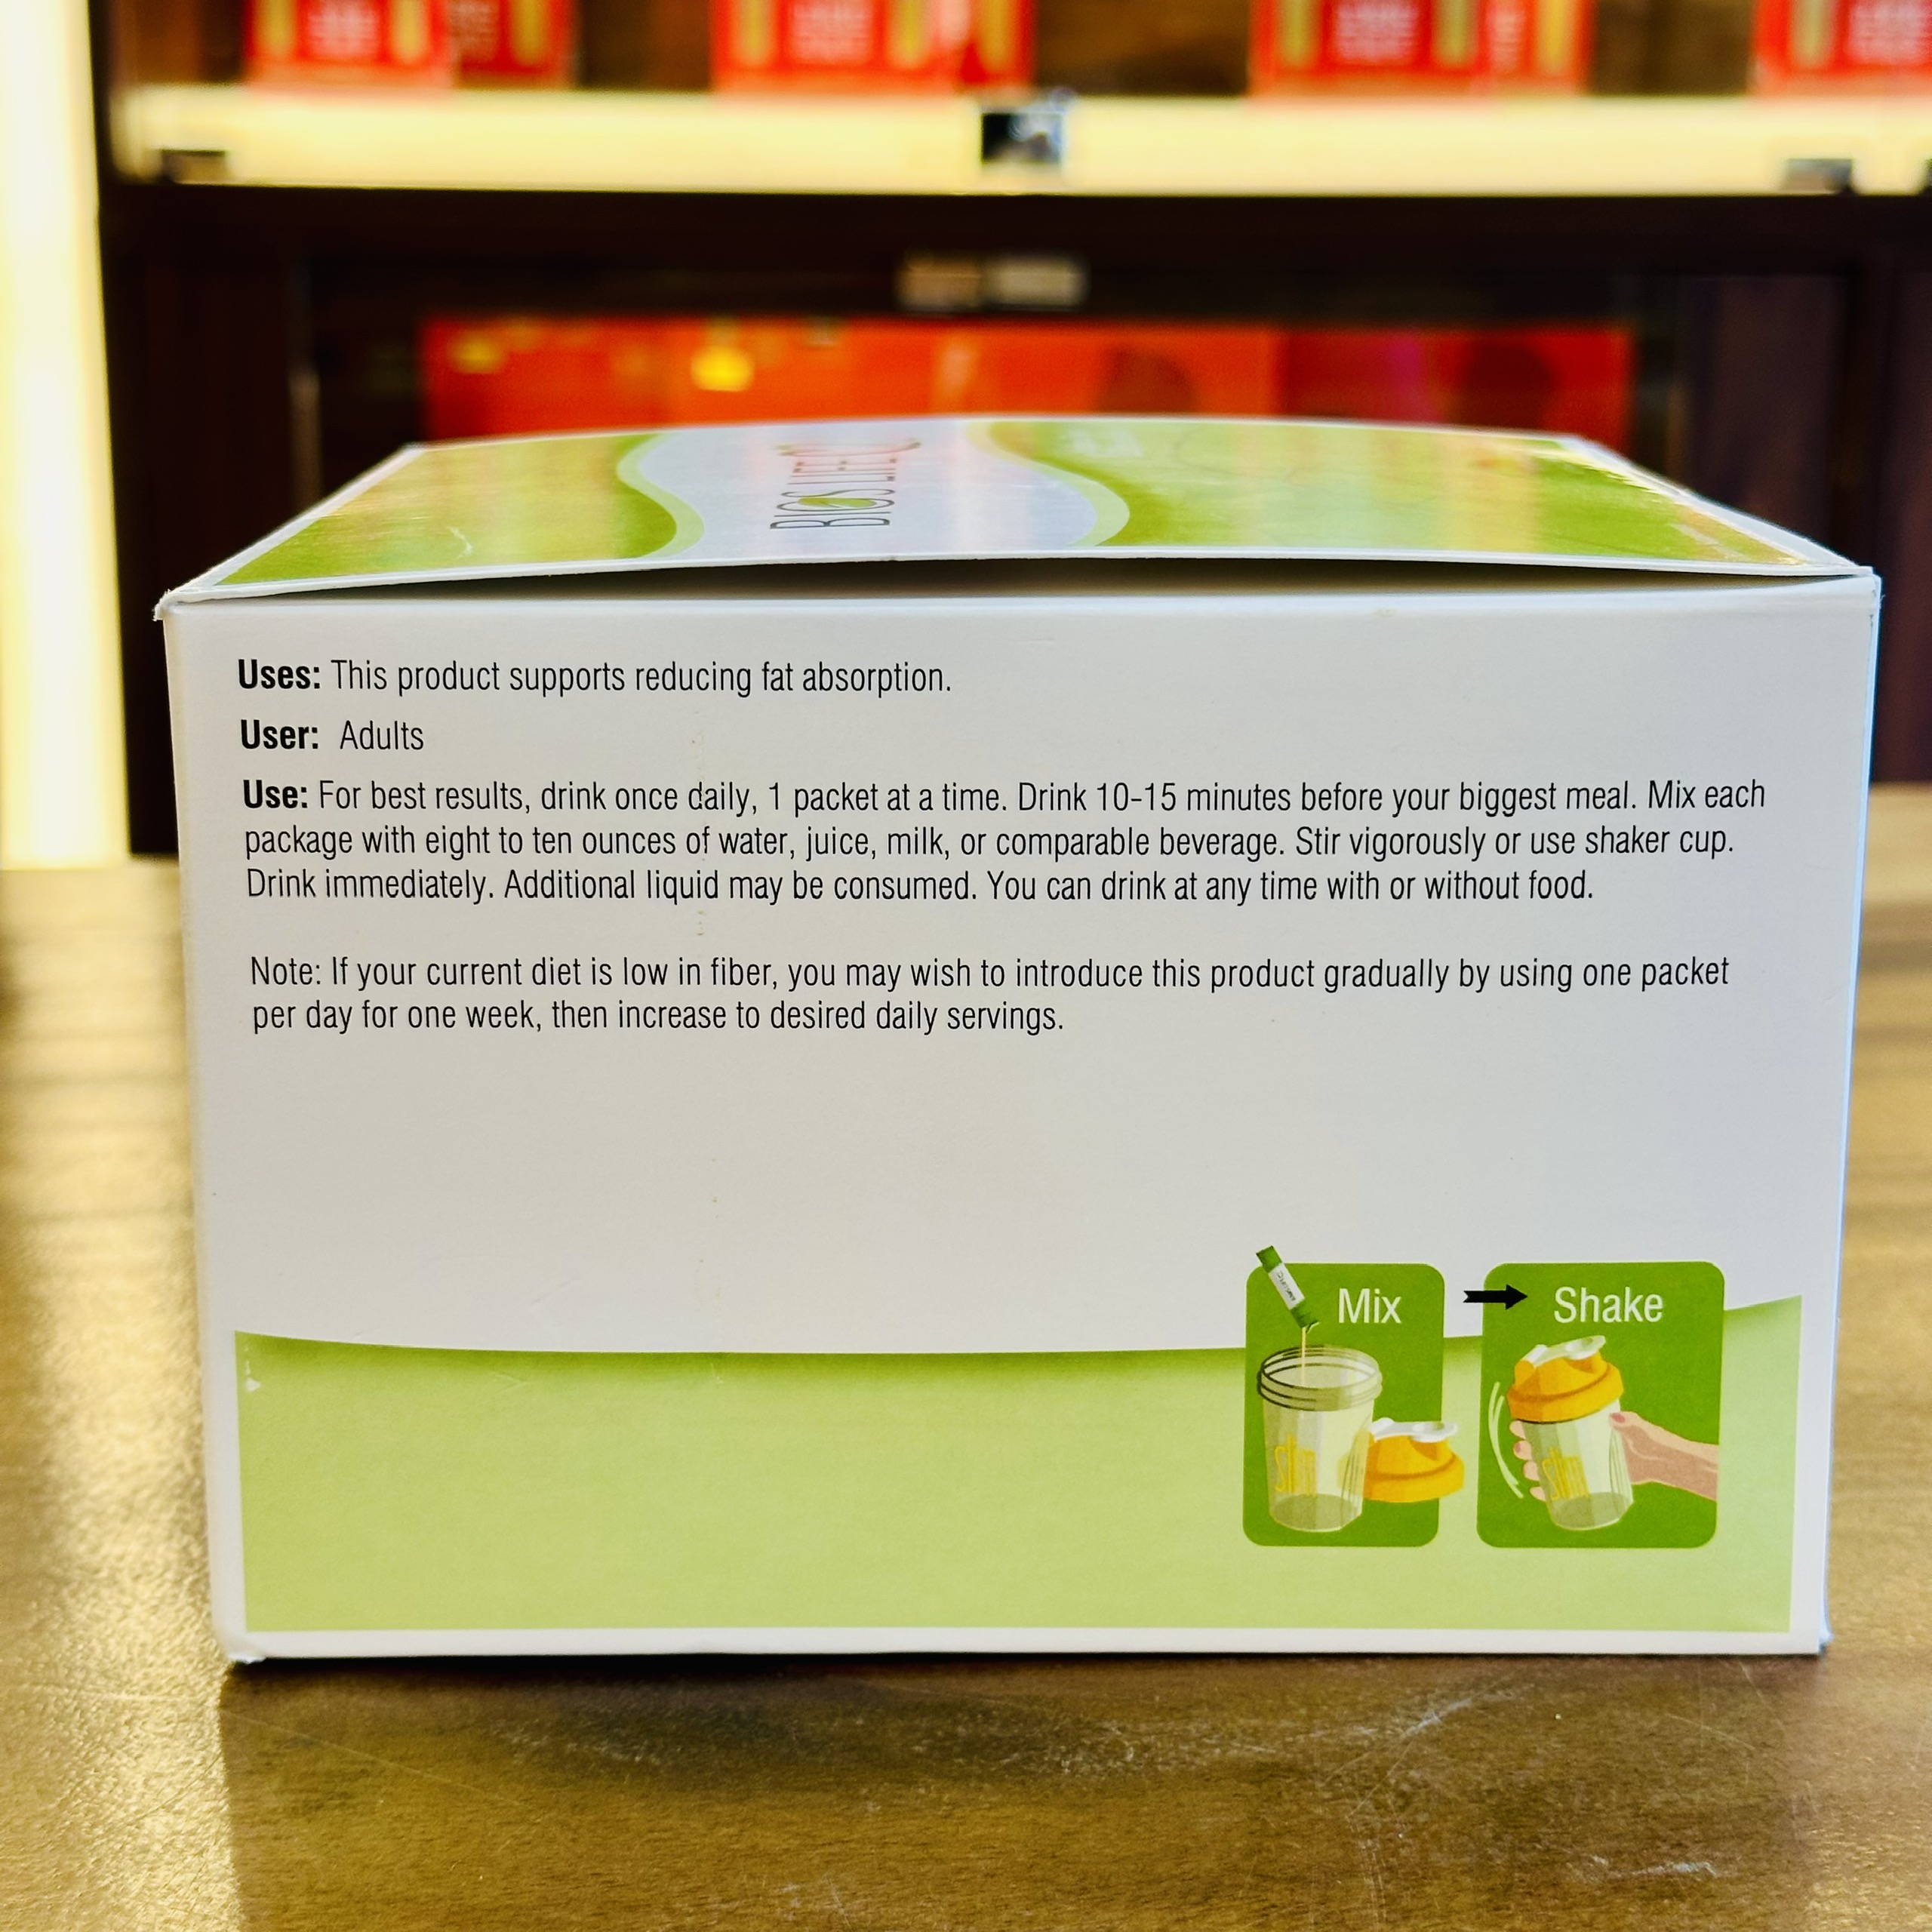 BIOS LIFE C
Uses: This product supports reducing fat absorption.
User: Adults
Use: For best results, drink once daily, 1 packet at a time. Drink 10-15 minutes before your biggest meal. Mix each
package with eight to ten ounces of water, juice, milk, or comparable beverage. Stir vigorously or use shaker cup.
Drink immediately. Additional liquid may be consumed. You can drink at any time with or without food.
Note: If your current diet is low in fiber, you may wish to introduce this product gradually by using one packet
per day for one week, then increase to desired daily servings.
Mix
Shake
slim
slim